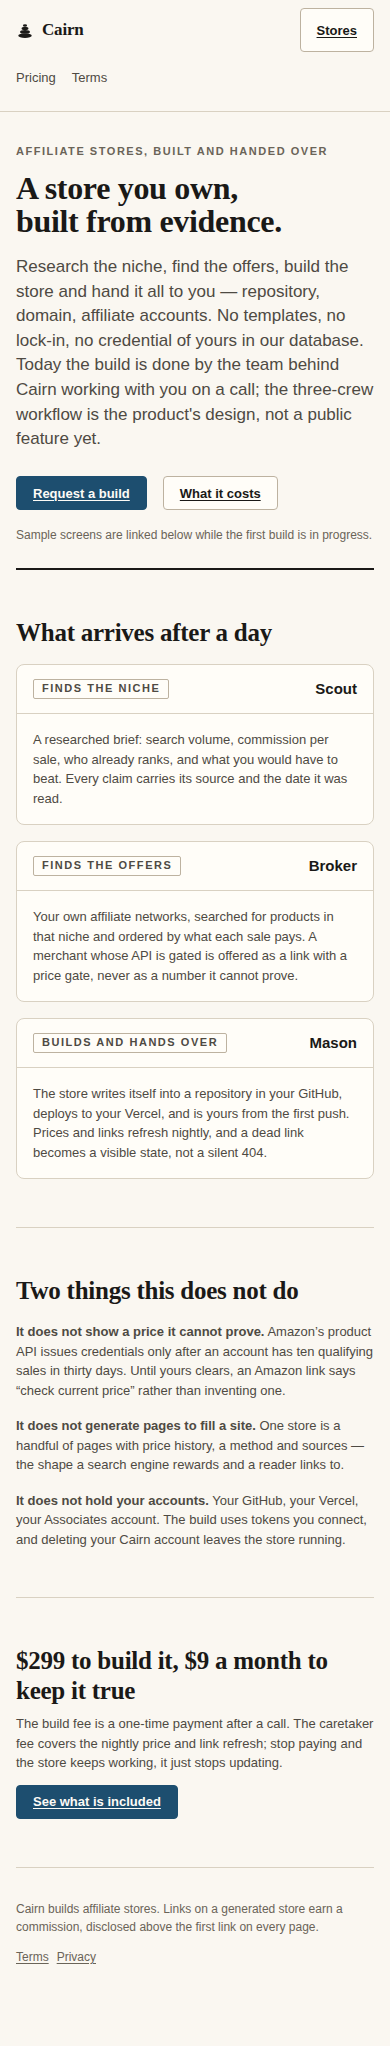 Cairn
Stores
Pricing Terms
AFFILIATE STORES, BUILT AND HANDED OVER
A store you own,
built from evidence.
Research the niche, find the offers, build the
store and hand it all to you — repository,
domain, affiliate accounts. No templates, no
lock-in, no credential of yours in our database.
Today the build is done by the team behind
Cairn working with you on a call; the three-crew
workflow is the product's design, not a public
feature yet.
Request a build
What it costs
Sample screens are linked below while the first build is in progress.
What arrives after a day
FINDS THE NICHE
Scout
A researched brief: search volume, commission per
sale, who already ranks, and what you would have to
beat. Every claim carries its source and the date it was
read.
FINDS THE OFFERS
Broker
Your own affiliate networks, searched for products in
that niche and ordered by what each sale pays. A
merchant whose API is gated is offered as a link with a
price gate, never as a number it cannot prove.
BUILDS AND HANDS OVER
Mason
The store writes itself into a repository in your GitHub,
deploys to your Vercel, and is yours from the first push.
Prices and links refresh nightly, and a dead link
becomes a visible state, not a silent 404.
Two things this does not do
It does not show a price it cannot prove. Amazon’s product
API issues credentials only after an account has ten qualifying
sales in thirty days. Until yours clears, an Amazon link says
“check current price” rather than inventing one.
It does not generate pages to fill a site. One store is a
handful of pages with price history, a method and sources —
the shape a search engine rewards and a reader links to.
It does not hold your accounts. Your GitHub, your Vercel,
your Associates account. The build uses tokens you connect,
and deleting your Cairn account leaves the store running.
$299 to build it, $9 a month to
keep it true
The build fee is a one-time payment after a call. The caretaker
fee covers the nightly price and link refresh; stop paying and
the store keeps working, it just stops updating.
See what is included
Cairn builds affiliate stores. Links on a generated store earn a
commission, disclosed above the first link on every page.
Terms Privacy